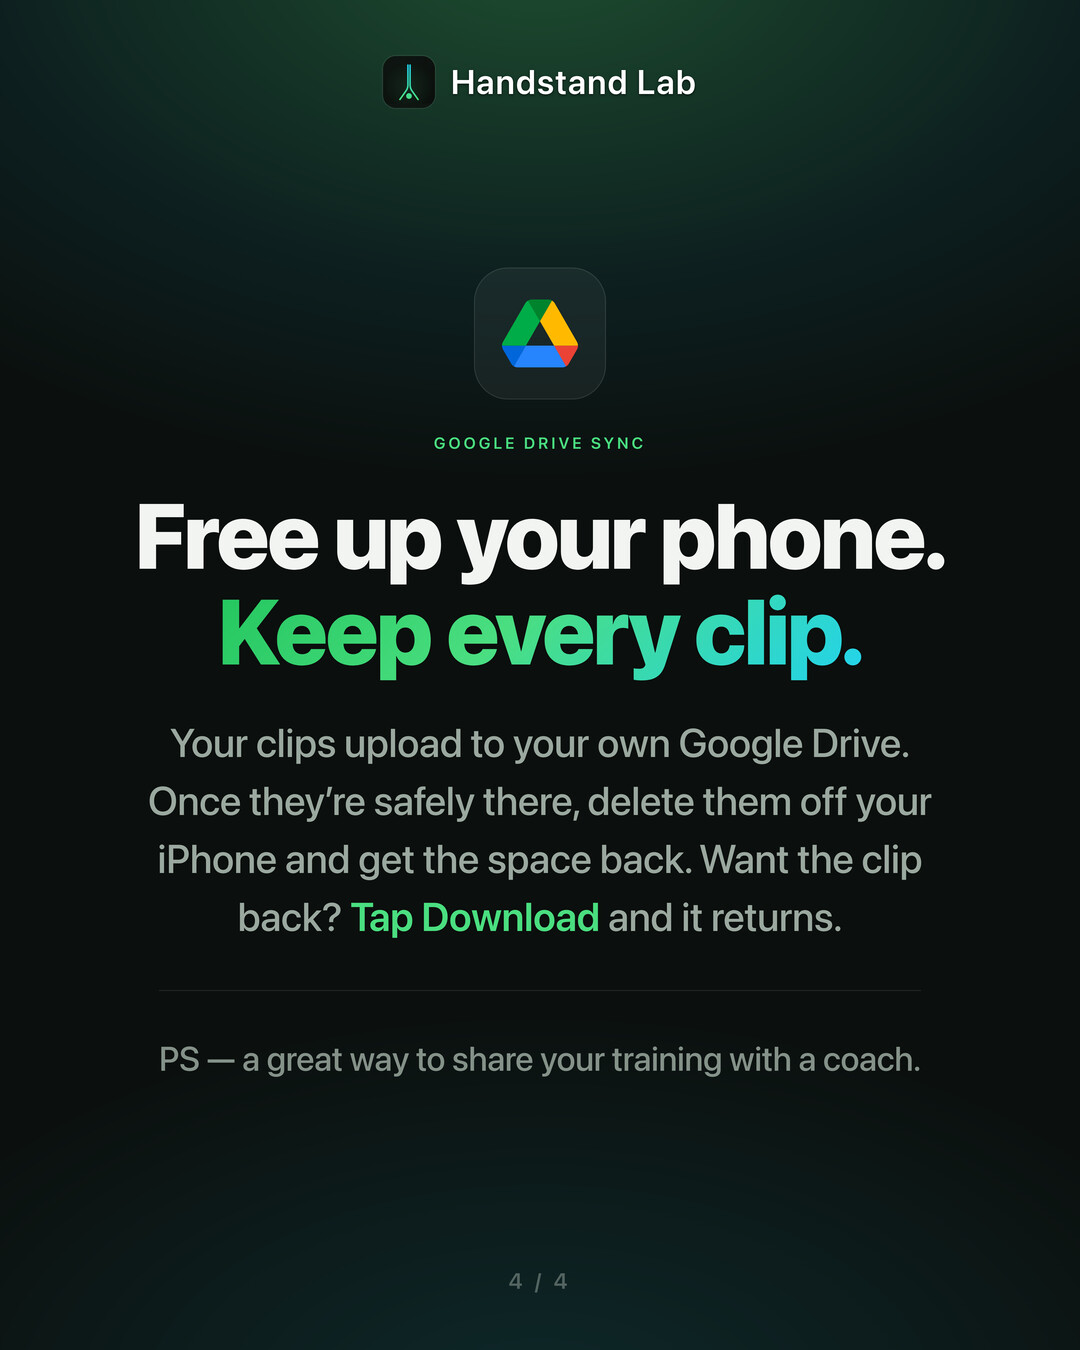 Handstand Lab
GOOGLE DRIVE SYNC
Free up your phone.
Keep every clip.
Your clips upload to your own Google Drive.
Once they’re safely there, delete them off your
iPhone and get the space back. Want the clip
back? Tap Download and it returns.
PS — a great way to share your training with a coach.
4 / 4